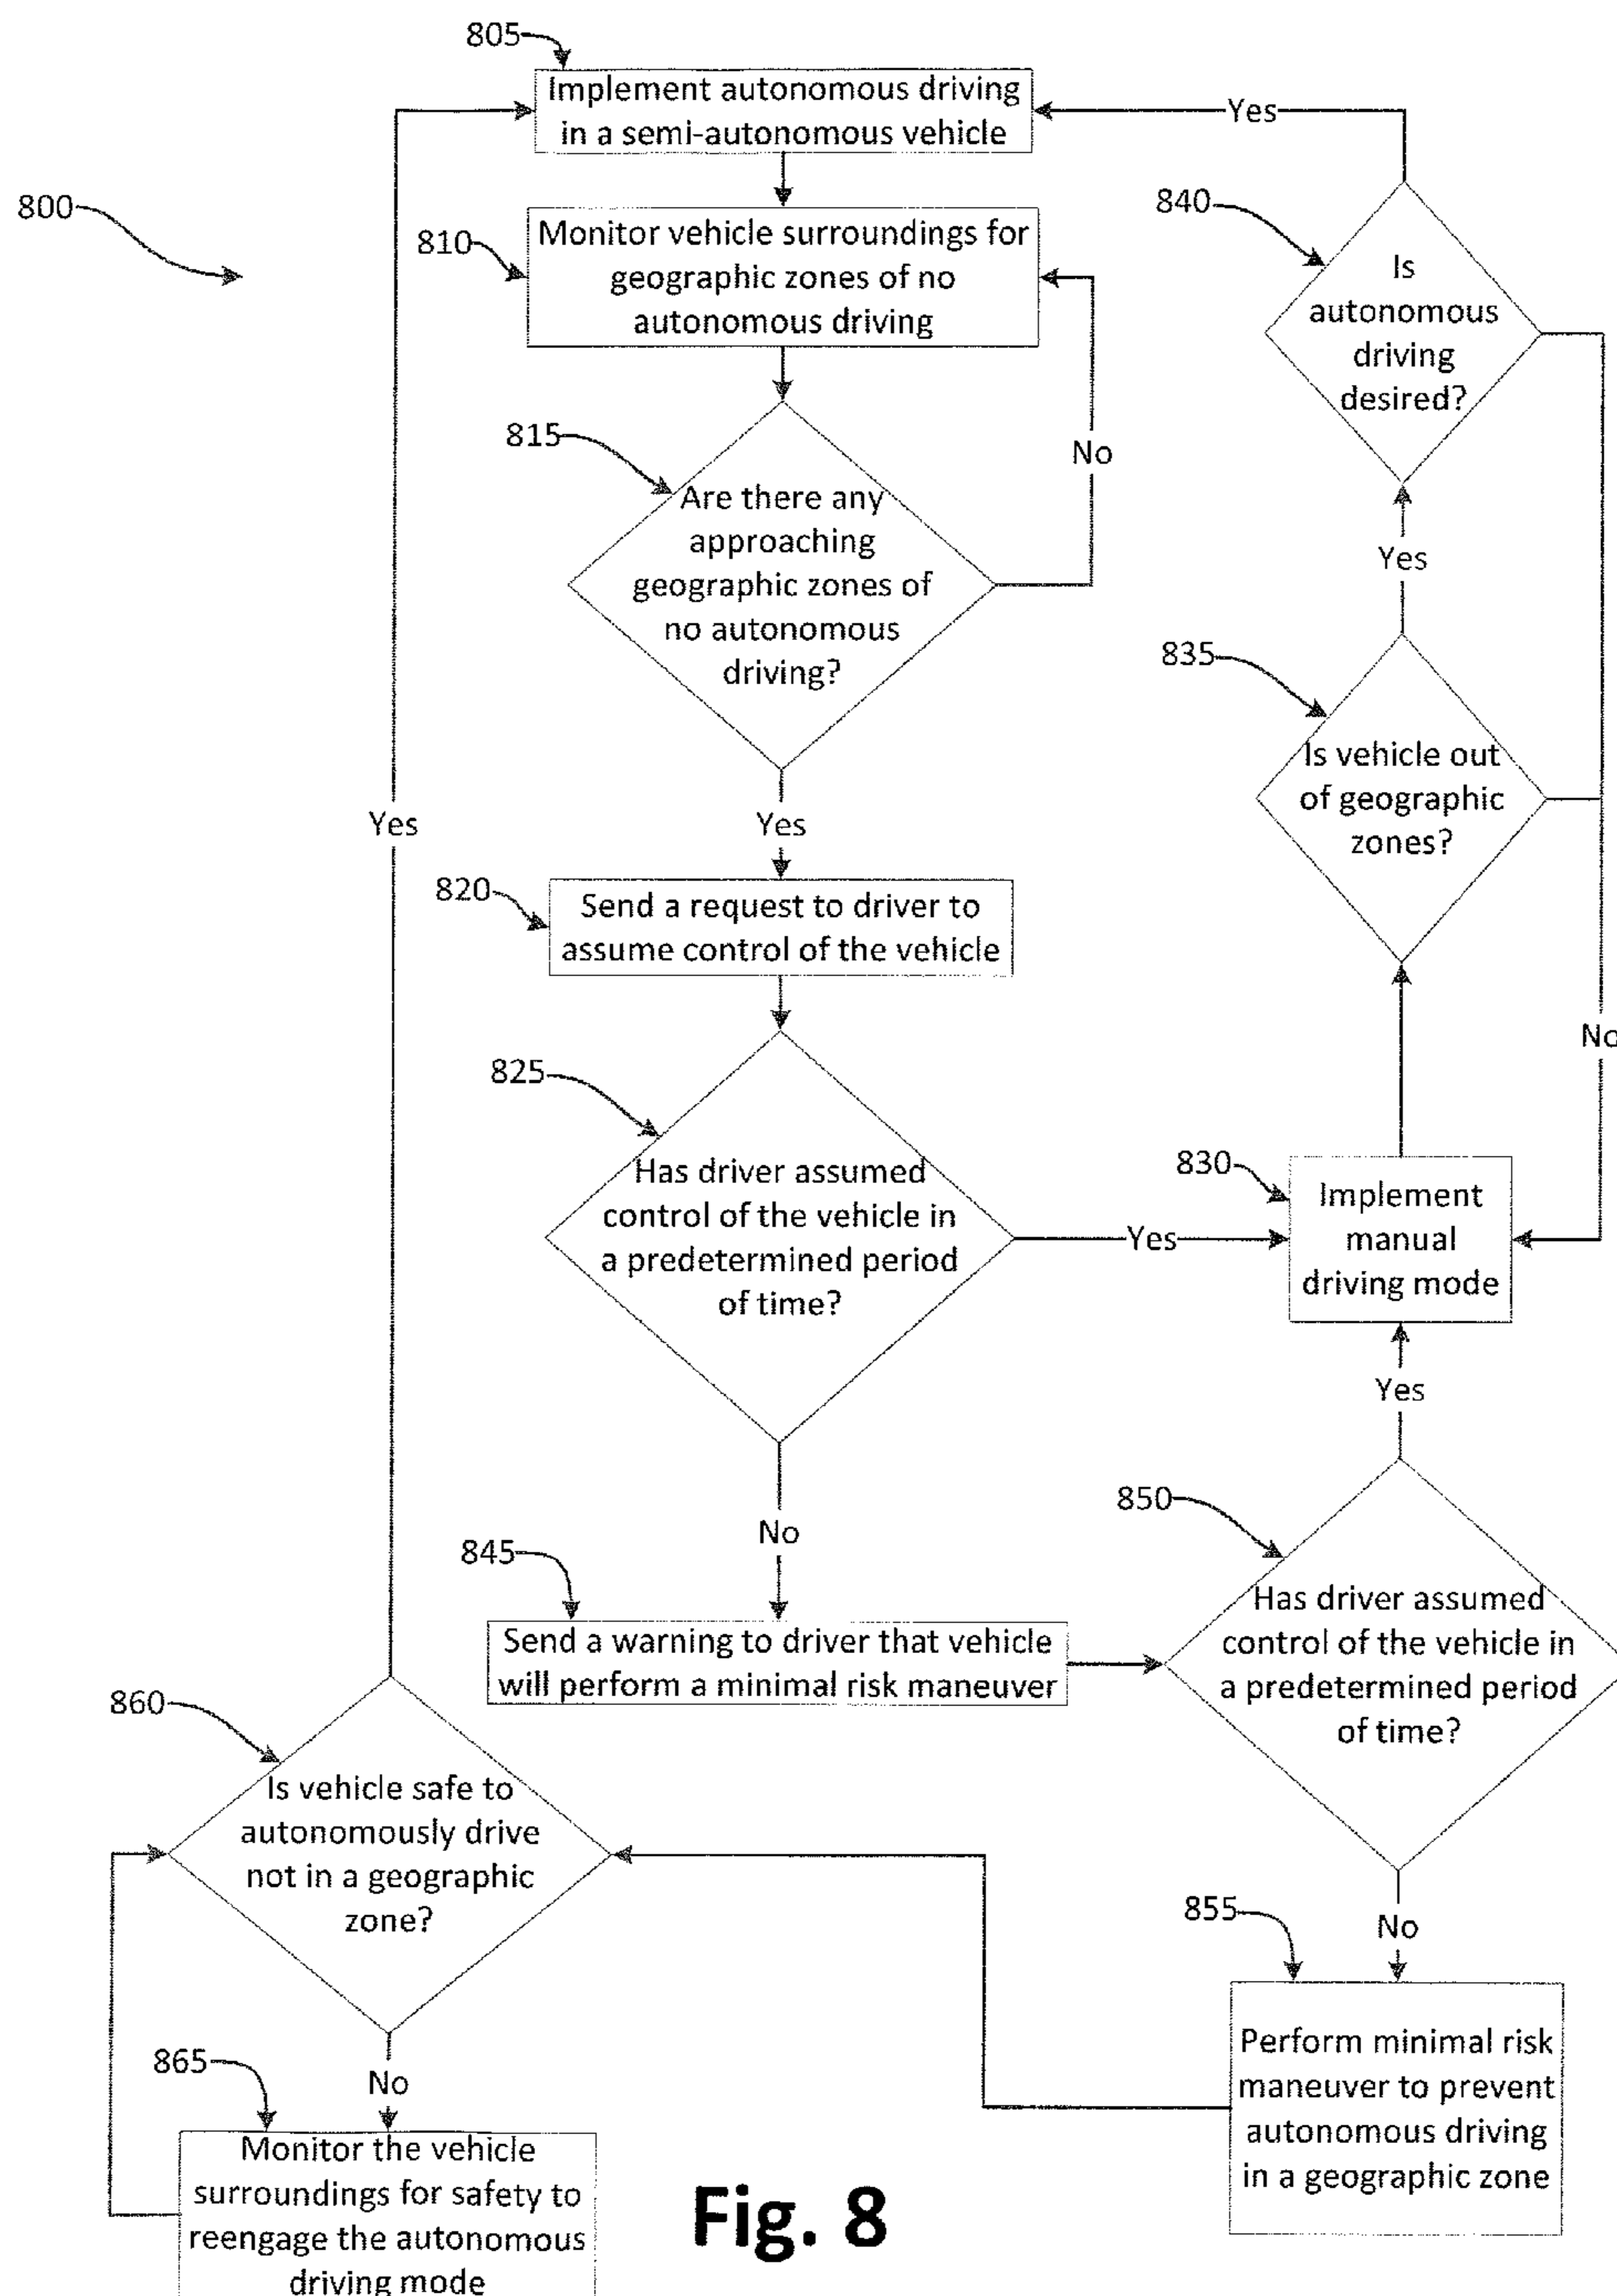 805
Implement autonomous driving
in a semi-autonomous vehicle
Yes
800
840
810
Monitor vehicle surroundings for
geographic zones of no
autonomous driving
Is
autonomous
driving
desired?
815
No
Are there any
approaching
geographic zones of
no autonomous
driving?
Yes
835
Is vehicle out
of geographic
zones?
Yes
Yes
820
Send a request to driver to
assume control of the vehicle
No
825
Has driver assumed
control of the vehicle in
a predetermined period
of time?
Yes
830
Implement
manual
driving mode
Yes
No
850
845
Send a warning to driver that vehicle
will perform a minimal risk maneuver
Has driver assumed
control of the vehicle in
a predetermined period
of time?
860
Is vehicle safe to
autonomously drive
not in a geographic
zone?
855
No
865
No
Perform minimal risk
maneuver to prevent
autonomous driving
in a geographic zone
Monitor the vehicle
surroundings for safety to
reengage the autonomous
driving mode
Fig. 8